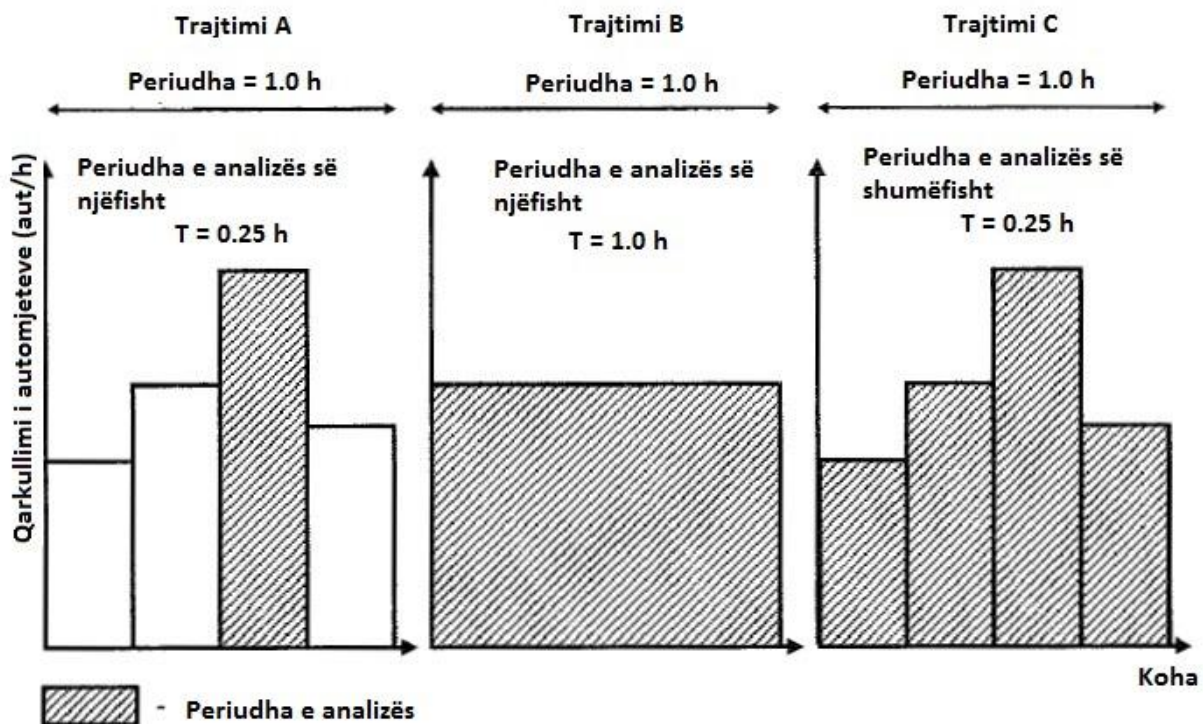 Trajtimi A
Trajtimi B
Trajtimi C
Periudha = 1.0 h
Periudha = 1.0 h
Periudha = 1.0 h
Qarkullimi i automjeteve (aut/h)
Periudha e analizës së
njëfisht
T = 0.25 h
Periudha e analizës së
njëfisht
T = 1.0 h
Periudha e analizës së
shumëfisht
T = 0.25 h
Koha
- Periudha e analizës